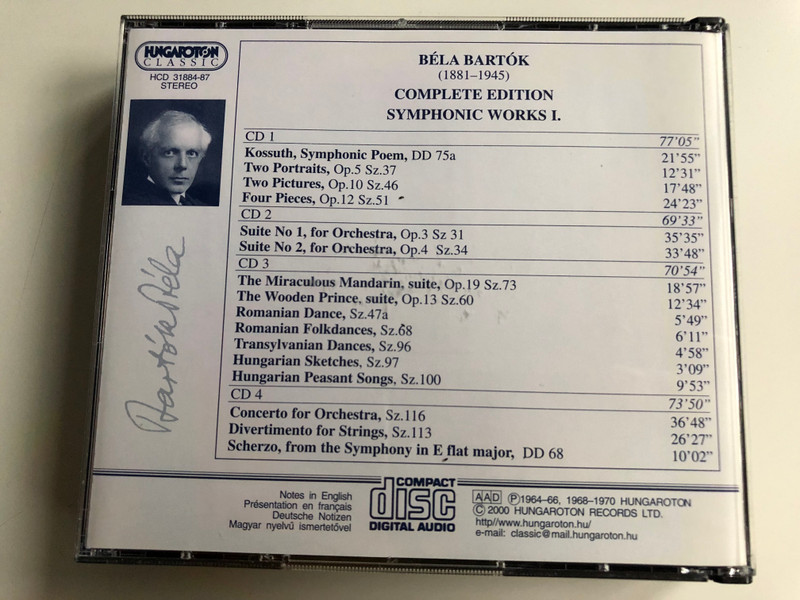 HUNGAROTON
CLASSIC
HCD 31884-87
STEREO
Bartók Béla
BÉLA BARTÓK
(1881–1945)
COMPLETE EDITION
SYMPHONIC WORKS I.
CD 1 77'05"
Kossuth, Symphonic Poem, DD 75a 21'55"
Two Portraits, Op.5 Sz.37 12'31"
Two Pictures, Op.10 Sz.46 17'48"
Four Pieces, Op.12 Sz.51 24'23"
CD 2 69'33"
Suite No 1, for Orchestra, Op.3 Sz 31 35'35"
Suite No 2, for Orchestra, Op.4 Sz.34 33'48"
CD 3 70'54"
The Miraculous Mandarin, suite, Op.19 Sz.73 18'57"
The Wooden Prince, suite, Op.13 Sz.60 12'34"
Romanian Dance, Sz.47a 5'49"
Romanian Folkdances, Sz.68 6'11"
Transylvanian Dances, Sz.96 4'58"
Hungarian Sketches, Sz.97 3'09"
Hungarian Peasant Songs, Sz.100 9'53"
CD 4 73'50"
Concerto for Orchestra, Sz.116 36'48"
Divertimento for Strings, Sz.113 26'27"
Scherzo, from the Symphony in E flat major, DD 68 10'02"
Notes in English
Présentation en français
Deutsche Notizen
Magyar nyelvű ismertetővel
COMPACT
disc
DIGITAL AUDIO
AAD Ⓟ1964–66, 1968–1970 HUNGAROTON
© 2000 HUNGAROTON RECORDS LTD.
http//www.hungaroton.hu/
e-mail: classic@mail.hungaroton.hu